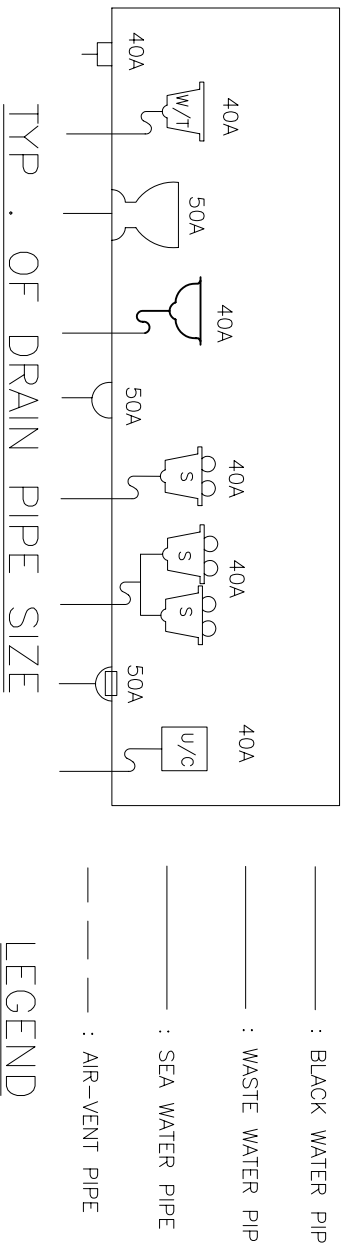 40A
40A
W/T
50A
40A
50A
40A
S
40A
S S
50A
40A
U/C
TYP . OF DRAIN PIPE SIZE
: BLACK WATER PIP
: WASTE WATER PIP
: SEA WATER PIPE
: AIR-VENT PIPE
LEGEND